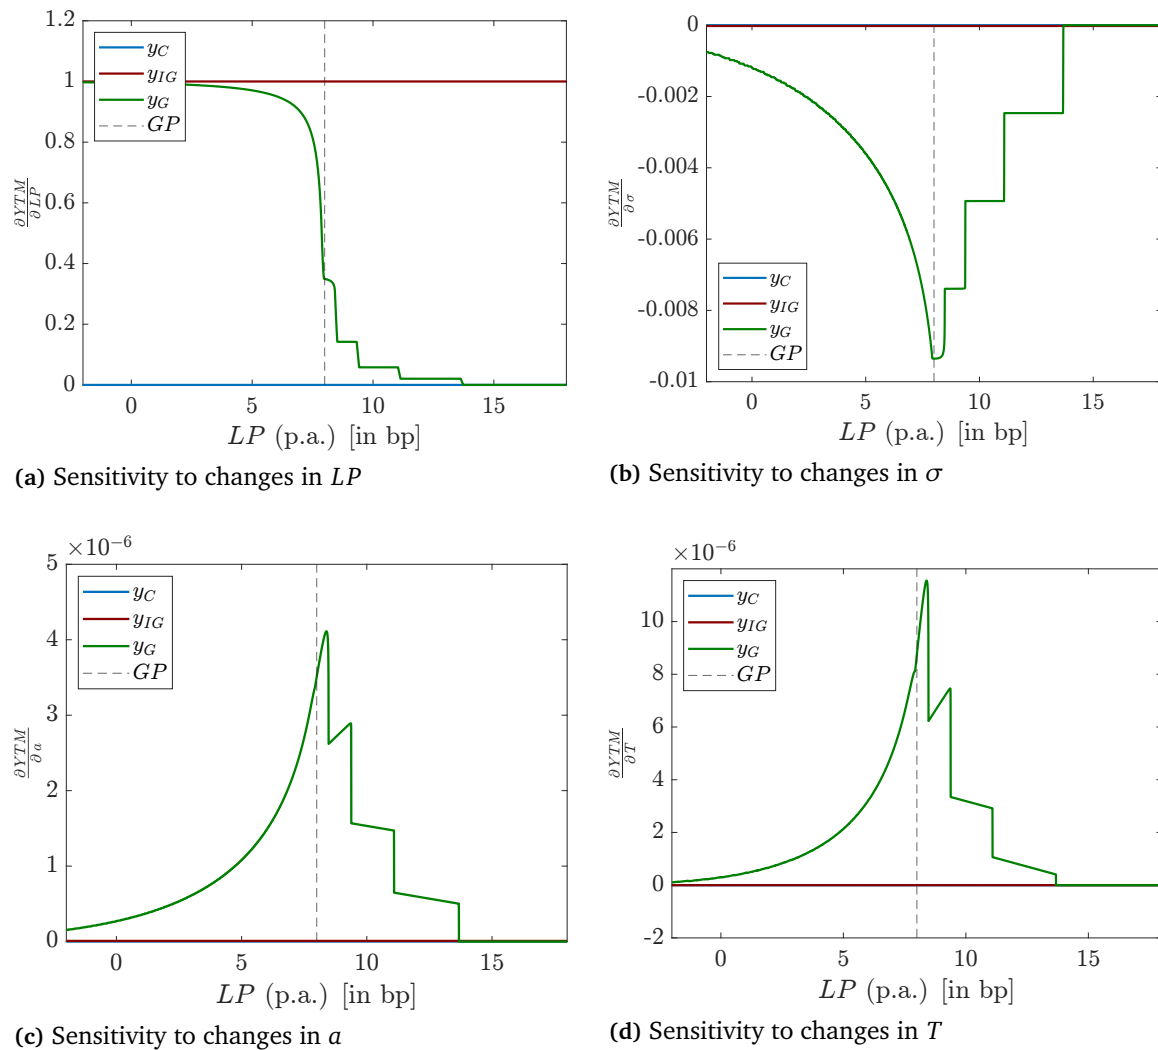 1.2
1
0.8
0.6
0.4
0.2
0
0
5
10
15
∂YTM/∂LP
LP (p.a.) [in bp]
y_C
y_IG
y_G
GP
(a) Sensitivity to changes in LP
0
-0.002
-0.004
-0.006
-0.008
-0.01
0
5
10
15
∂YTM/∂σ
LP (p.a.) [in bp]
y_C
y_IG
y_G
GP
(b) Sensitivity to changes in σ
×10⁻⁶
5
4
3
2
1
0
0
5
10
15
∂YTM/∂a
LP (p.a.) [in bp]
y_C
y_IG
y_G
GP
(c) Sensitivity to changes in a
×10⁻⁶
10
8
6
4
2
0
-2
0
5
10
15
∂YTM/∂T
LP (p.a.) [in bp]
y_C
y_IG
y_G
GP
(d) Sensitivity to changes in T